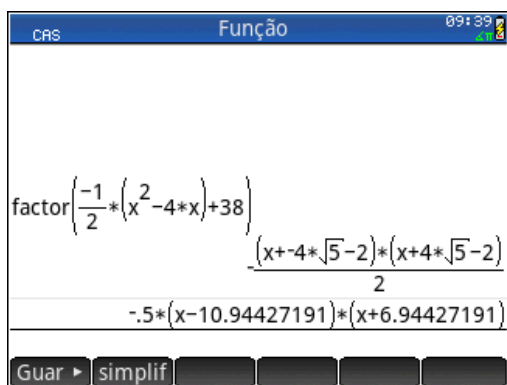 CAS Função 09:39
∡π
factor(-1/2*(x^2-4*x)+38)
-(x+-4*√5-2)*(x+4*√5-2)/2
-.5*(x-10.94427191)*(x+6.94427191)
Guar ► simplif